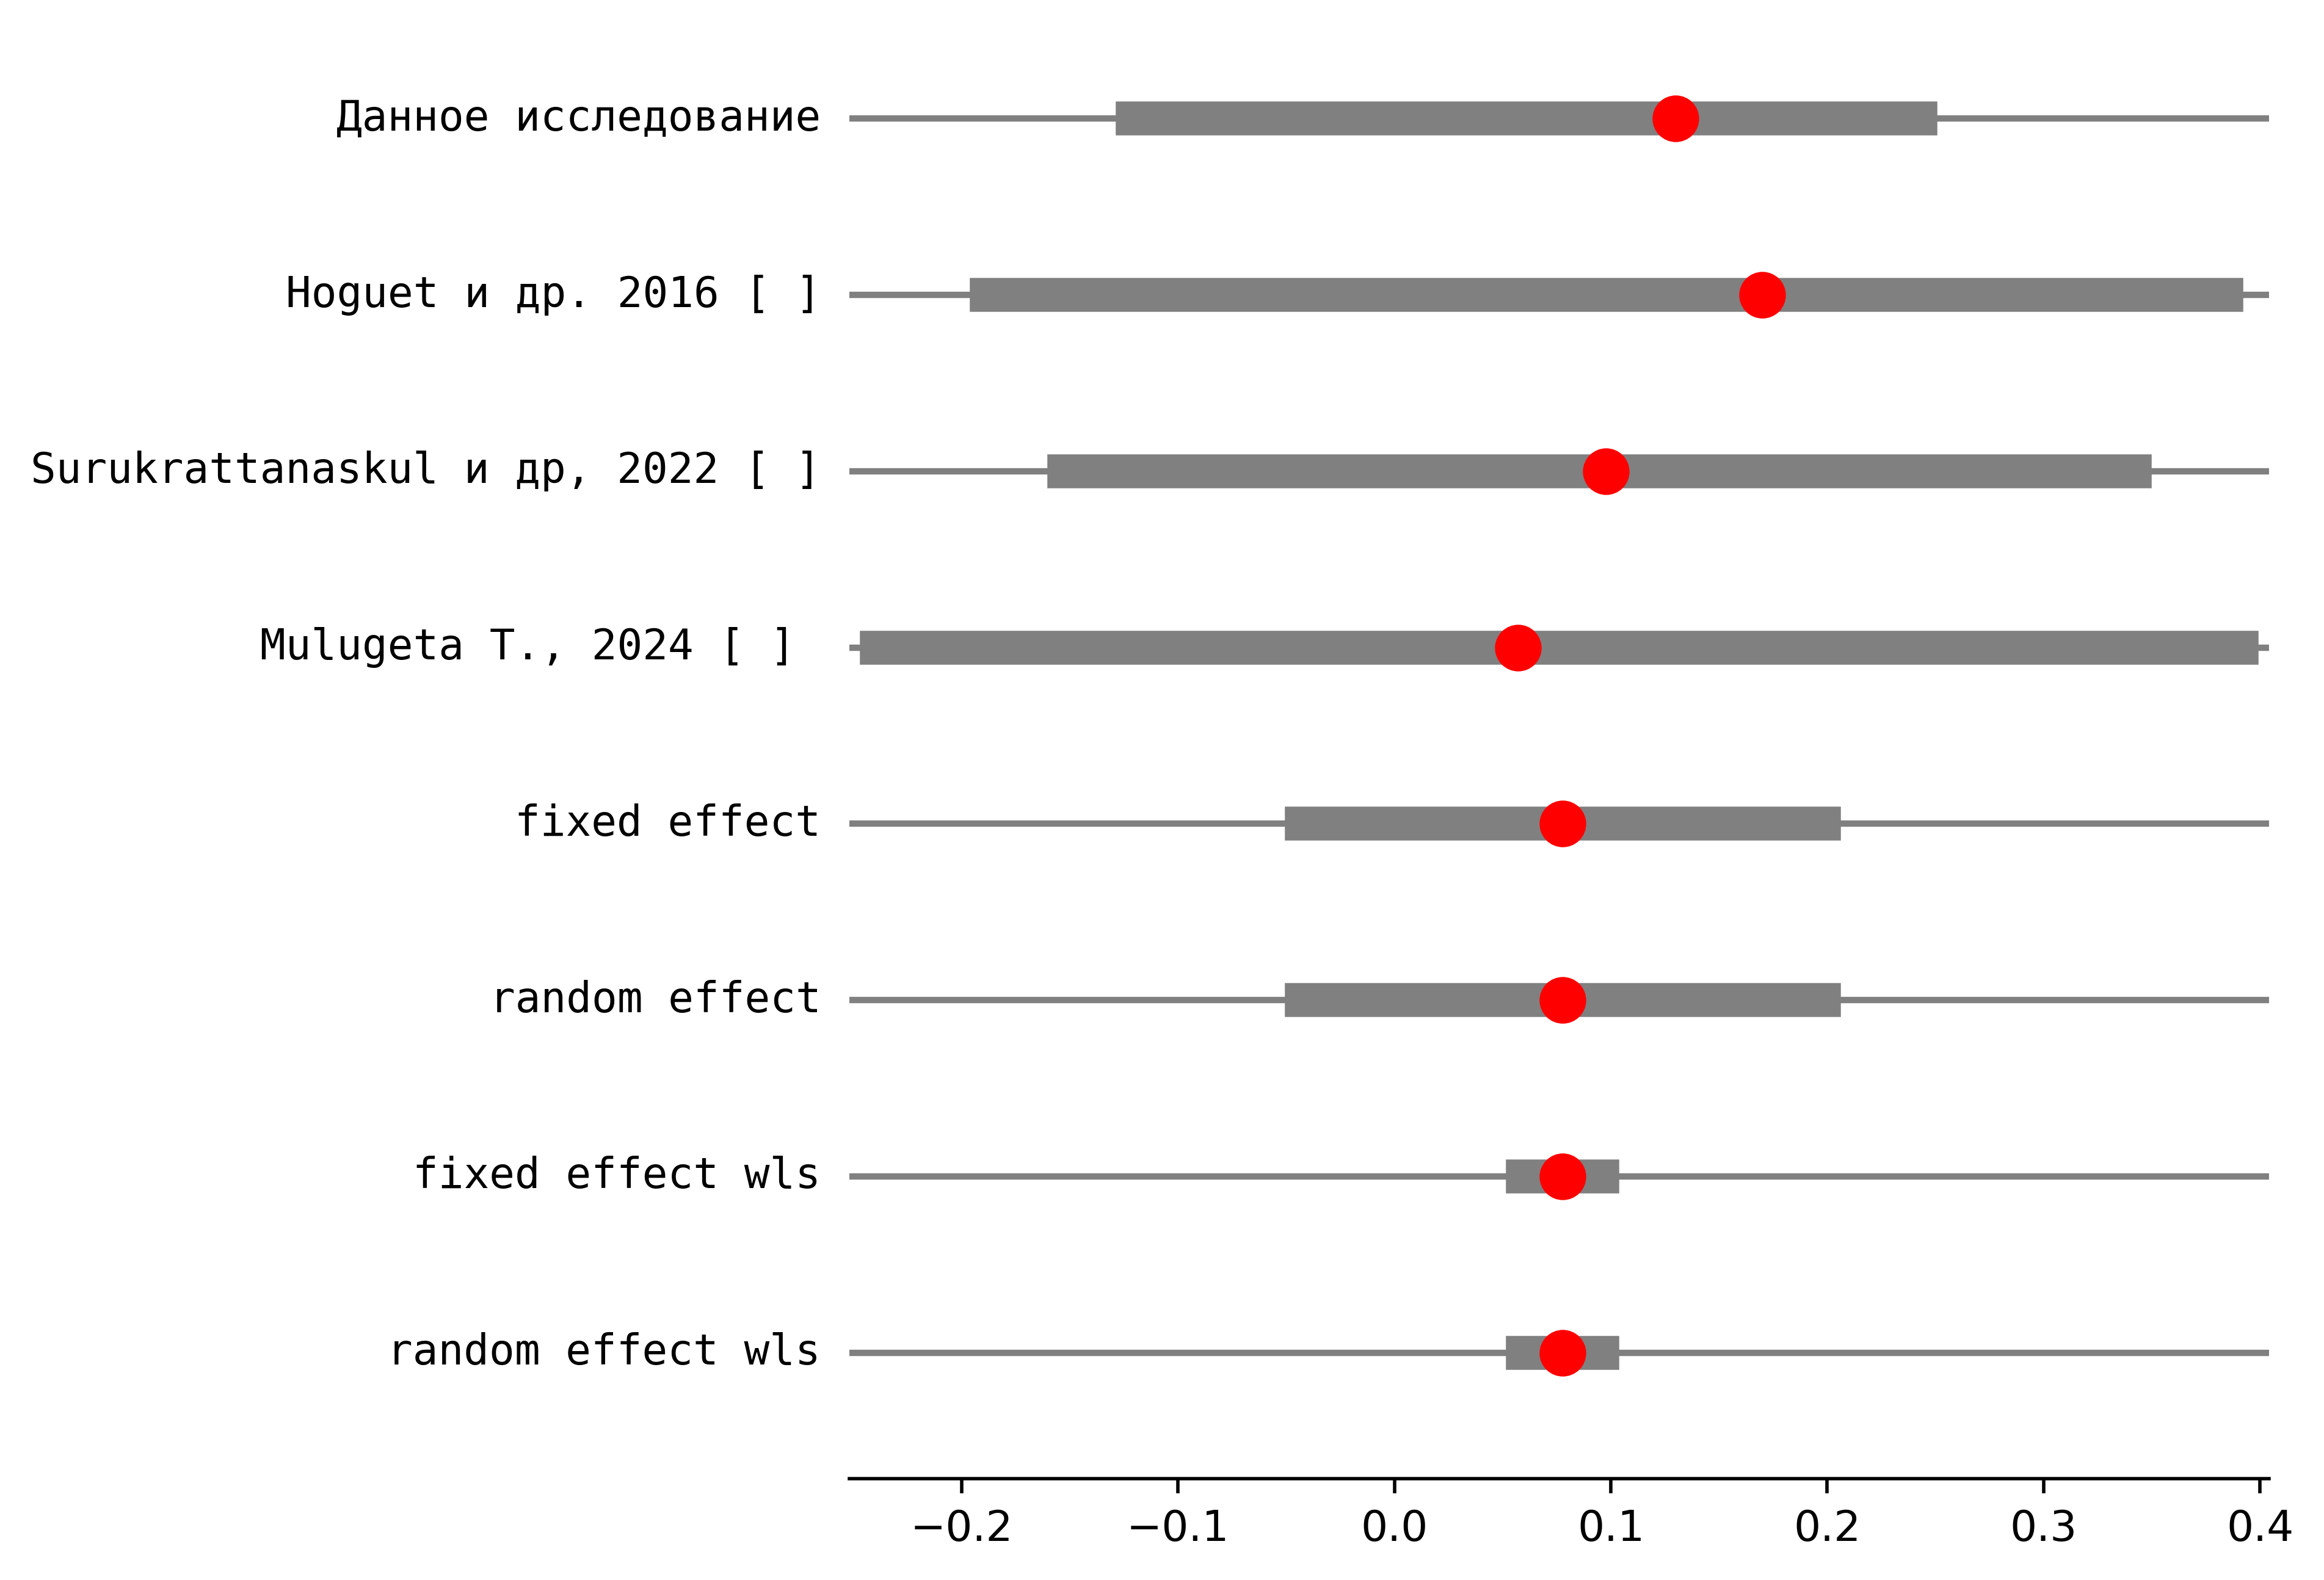 Данное исследование
Hoguet и др. 2016 [ ]
Surukrattanaskul и др, 2022 [ ]
Mulugeta T., 2024 [ ]
fixed effect
random effect
fixed effect wls
random effect wls
−0.2 −0.1 0.0 0.1 0.2 0.3 0.4